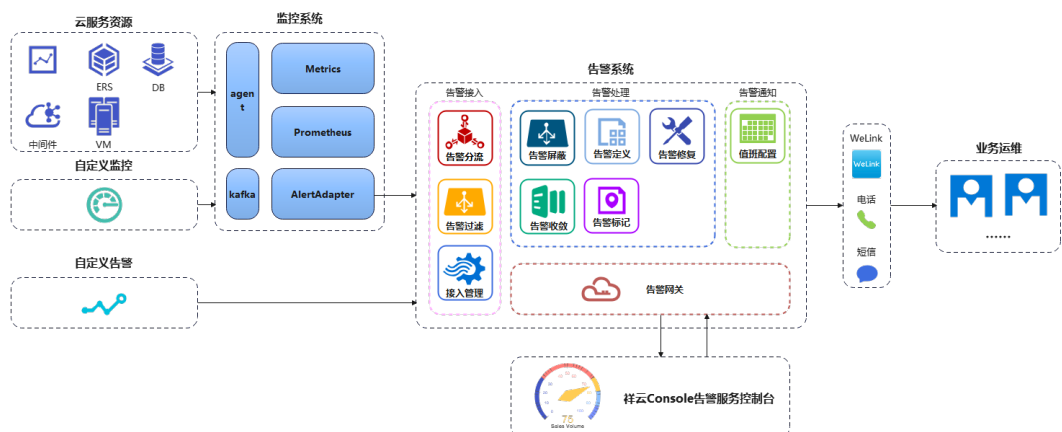 云服务资源
ERS
DB
中间件
VM
自定义监控
自定义告警
监控系统
agen
t
Metrics
Prometheus
kafka
AlertAdapter
告警系统
告警接入
告警分流
告警过滤
接入管理
告警处理
告警屏蔽
告警定义
告警修复
告警收敛
告警标记
告警通知
值班配置
告警网关
祥云Console告警服务控制台
75
Sales Volume
WeLink
WeLink
电话
短信
业务运维
......